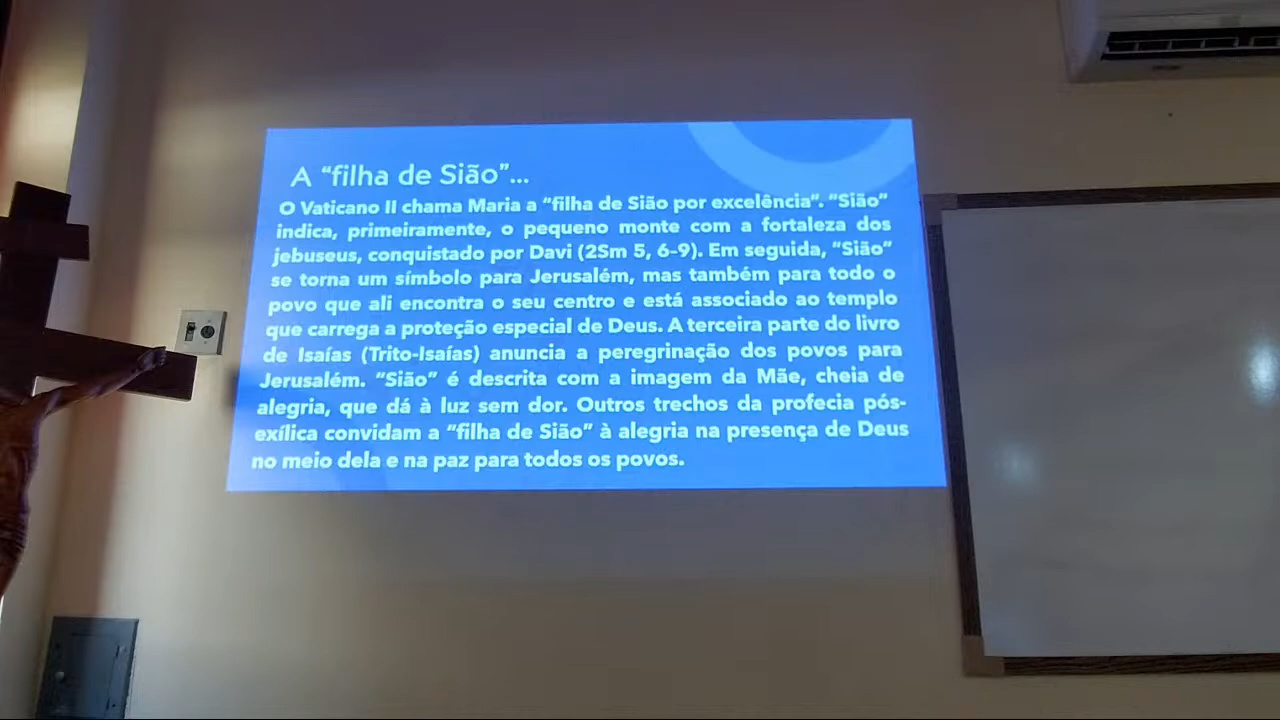 A “filha de Sião”...
O Vaticano II chama Maria a “filha de Sião por excelência”. “Sião”
indica, primeiramente, o pequeno monte com a fortaleza dos
jebuseus, conquistado por Davi (2Sm 5, 6-9). Em seguida, “Sião”
se torna um símbolo para Jerusalém, mas também para todo o
povo que ali encontra o seu centro e está associado ao templo
que carrega a proteção especial de Deus. A terceira parte do livro
de Isaías (Trito-Isaías) anuncia a peregrinação dos povos para
Jerusalém. “Sião” é descrita com a imagem da Mãe, cheia de
alegria, que dá à luz sem dor. Outros trechos da profecia pós-
exílica convidam a “filha de Sião” à alegria na presença de Deus
no meio dela e na paz para todos os povos.